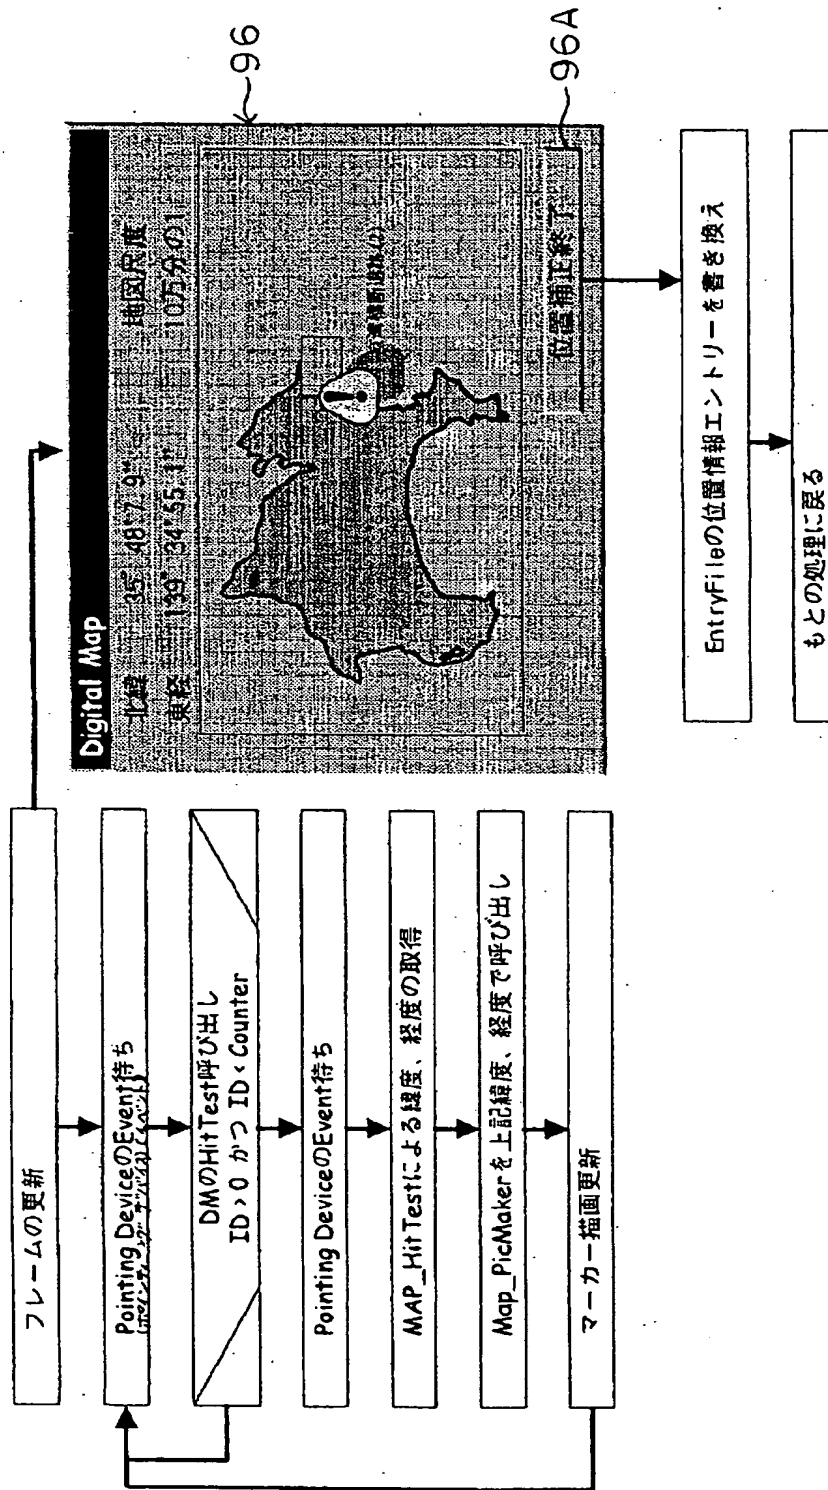 フレームの更新
Pointing DeviceのEvent待ち
(ポインティング デバイス) (イベント)
DMのHitTest呼び出し
ID>0 かつ ID<Counter
Pointing DeviceのEvent待ち
MAP_HitTestによる緯度、経度の取得
Map_PicMakerを上記緯度、経度で呼び出し
マーカー描画更新
Digital Map
北緯 35° 48" 7.9" 地図尺度
東経 139° 34" 55.1" 10万分の1
位置補正終了
96
96A
EntryFileの位置情報エントリーを書き換え
もとの処理に戻る